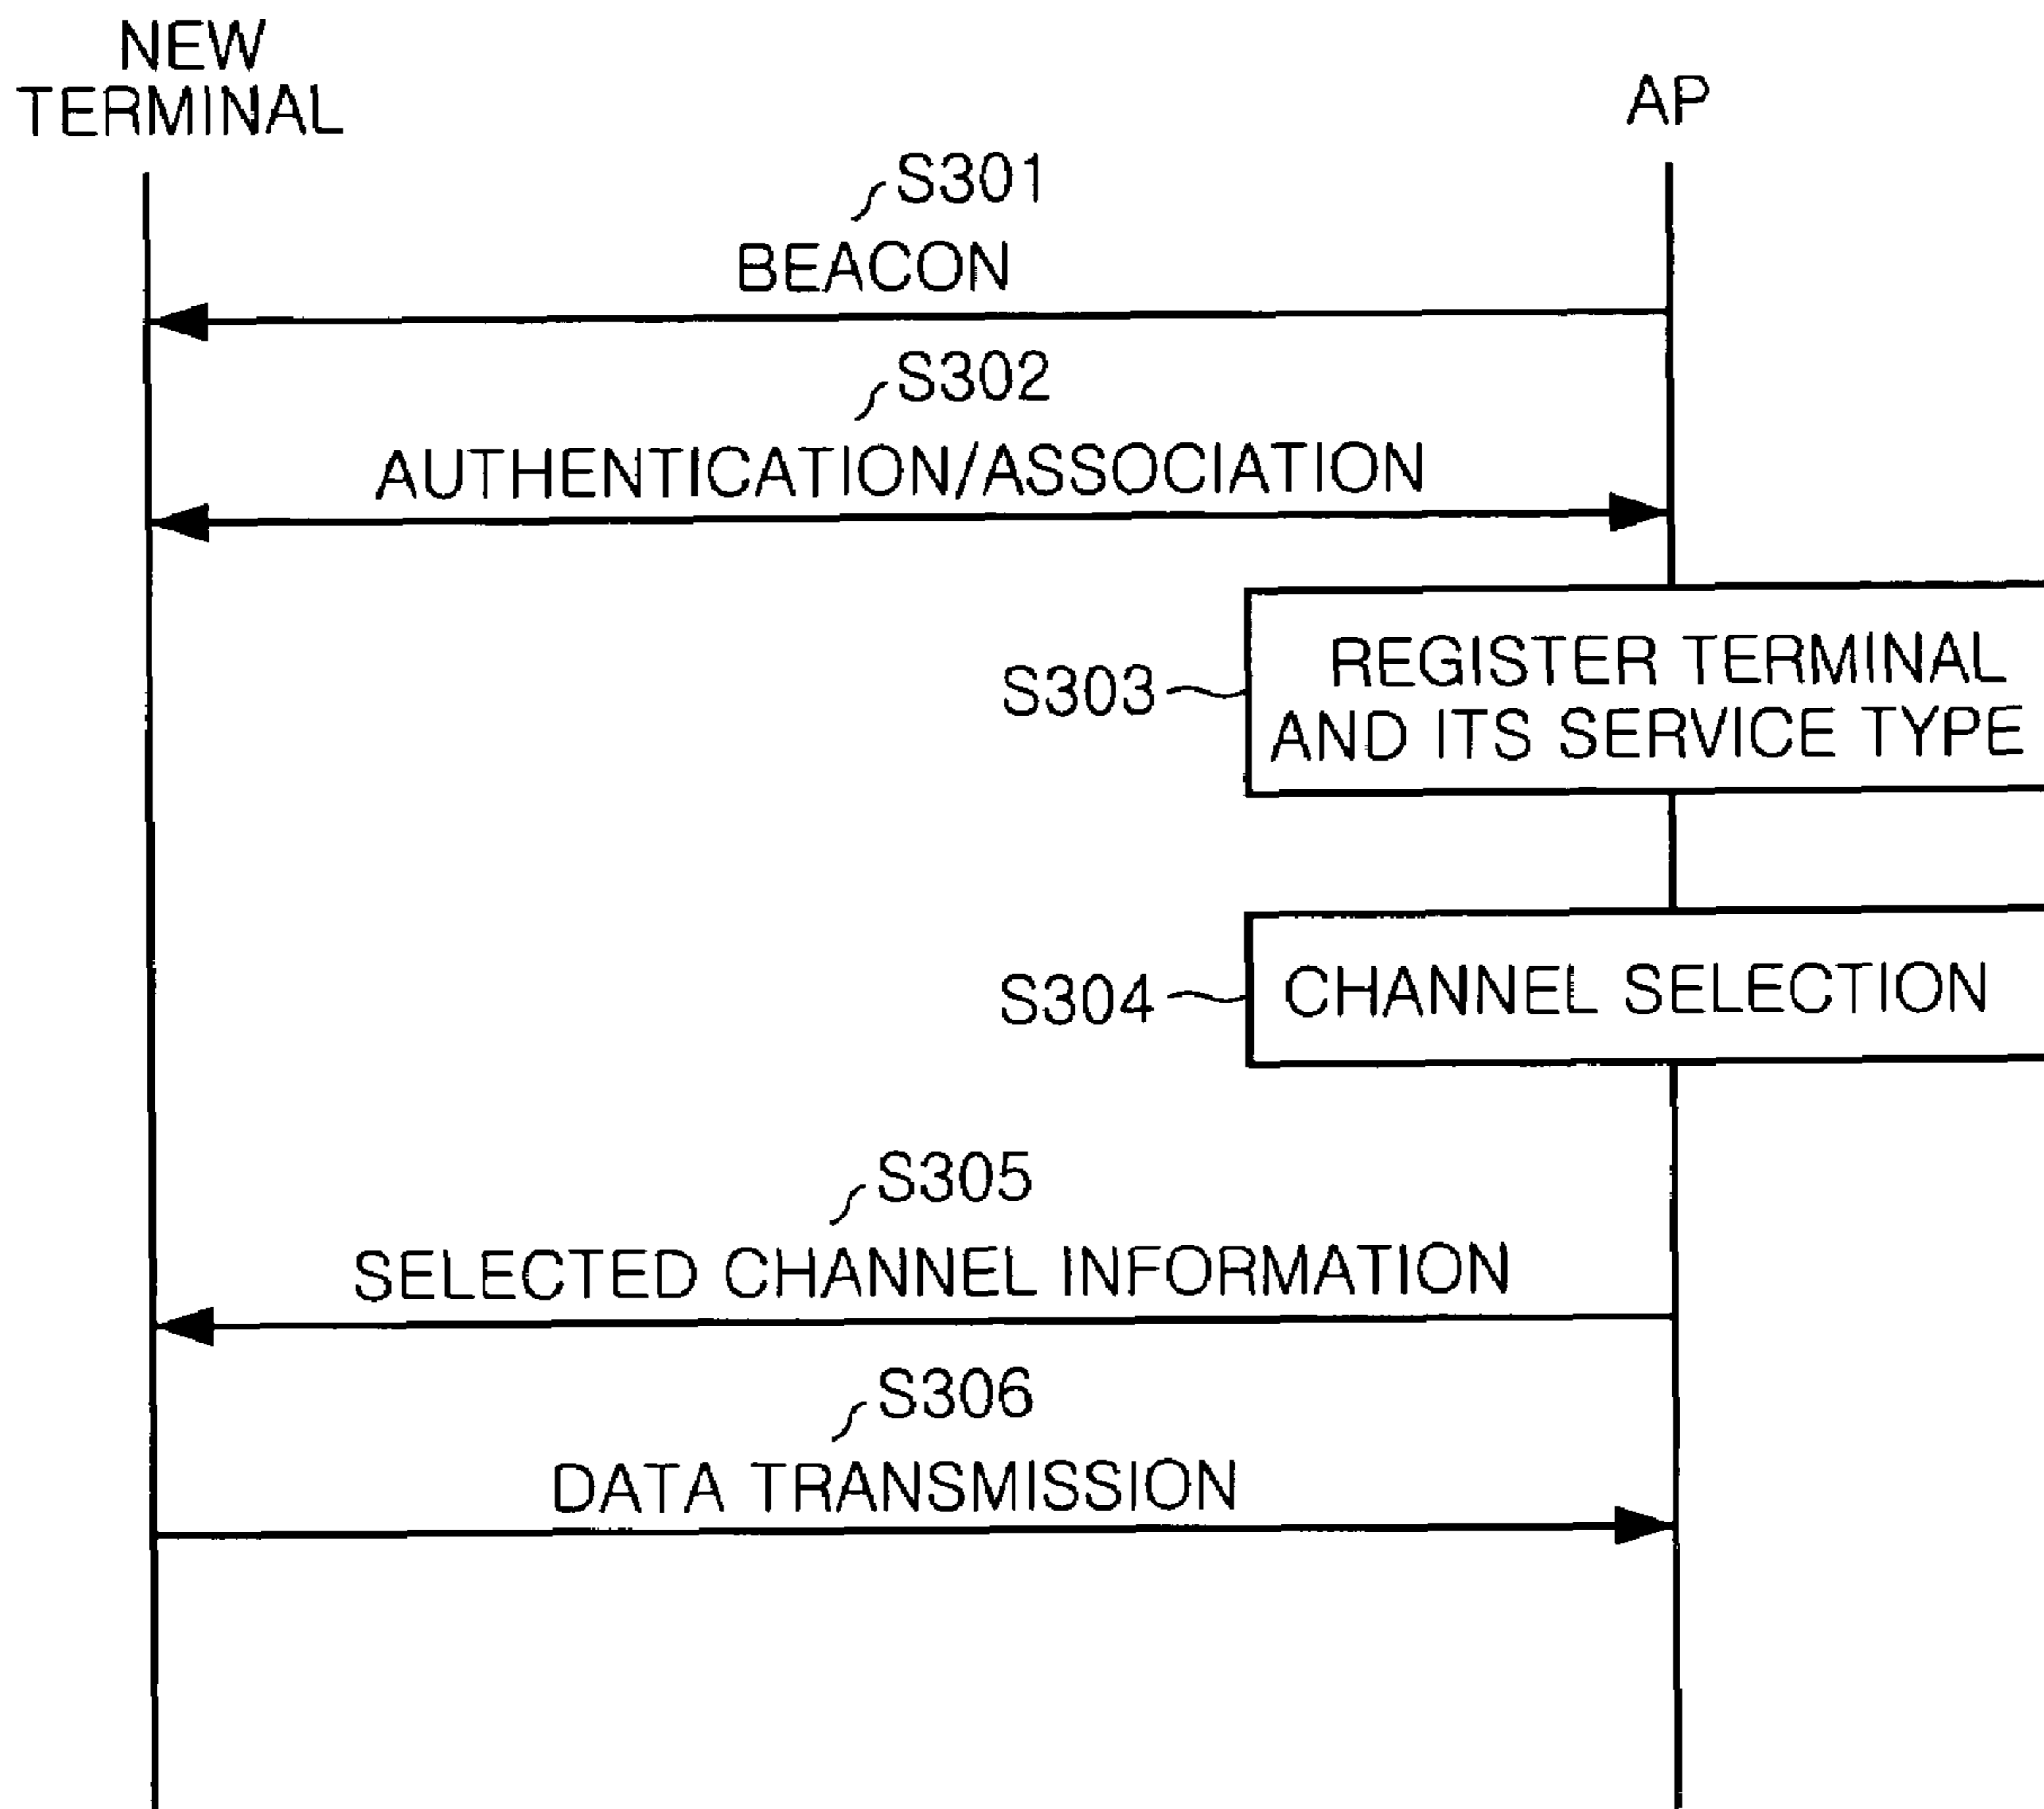 NEW
TERMINAL
AP
S301
BEACON
S302
AUTHENTICATION/ASSOCIATION
S303
REGISTER TERMINAL
AND ITS SERVICE TYPE
S304
CHANNEL SELECTION
S305
SELECTED CHANNEL INFORMATION
S306
DATA TRANSMISSION